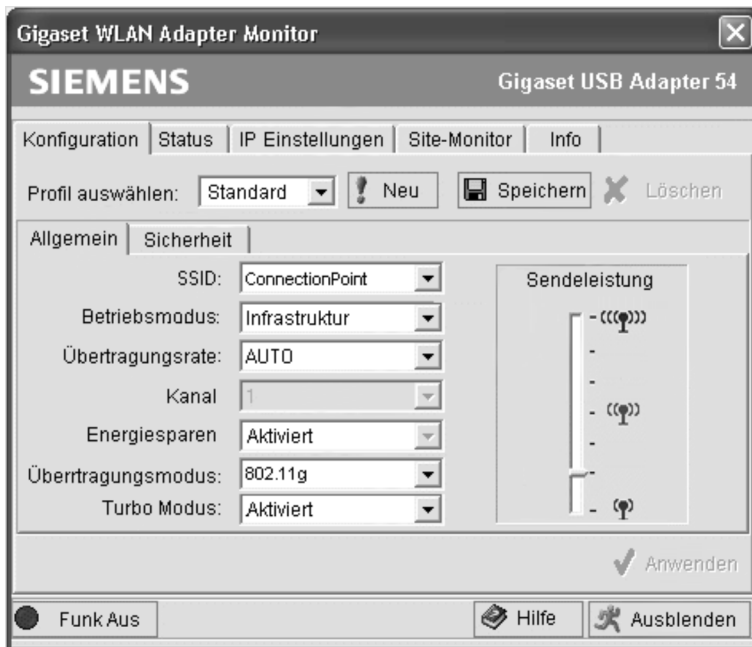 Gigaset WLAN Adapter Monitor
SIEMENS Gigaset USB Adapter 54
Konfiguration Status IP Einstellungen Site-Monitor Info
Profil auswählen: Standard Neu Speichern Löschen
Allgemein Sicherheit
SSID: ConnectionPoint Sendeleistung
Betriebsmodus: Infrastruktur
Übertragungsrate: AUTO
Kanal 1
Energiesparen Aktiviert
Überrtragungsmodus: 802.11g
Turbo Modus: Aktiviert
Anwenden
Funk Aus Hilfe Ausblenden